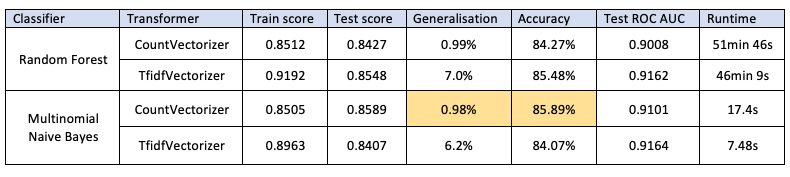 Classifier Transformer Train score Test score Generalisation Accuracy Test ROC AUC Runtime
Random Forest CountVectorizer 0.8512 0.8427 0.99% 84.27% 0.9008 51min 46s
TfidfVectorizer 0.9192 0.8548 7.0% 85.48% 0.9162 46min 9s
Multinomial Naive Bayes CountVectorizer 0.8505 0.8589 0.98% 85.89% 0.9101 17.4s
TfidfVectorizer 0.8963 0.8407 6.2% 84.07% 0.9164 7.48s